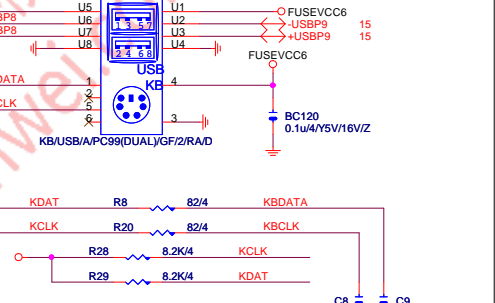 U5 U1 FUSEVCC6
BP8 U6 U2 -USBP9 15
BP8 U7 U3 +USBP9 15
U8 U4
1 3 5 7
2 4 6 8
FUSEVCC6
USB
DATA 1 KB 4
2
CLK 5
6 3
BC120
0.1u/4/Y5V/16V/Z
KB/USB/A/PC99(DUAL)/GF/2/RA/D
KDAT R8 82/4 KBDATA
KCLK R20 82/4 KBCLK
R28 8.2K/4 KCLK
R29 8.2K/4 KDAT
C8 C9